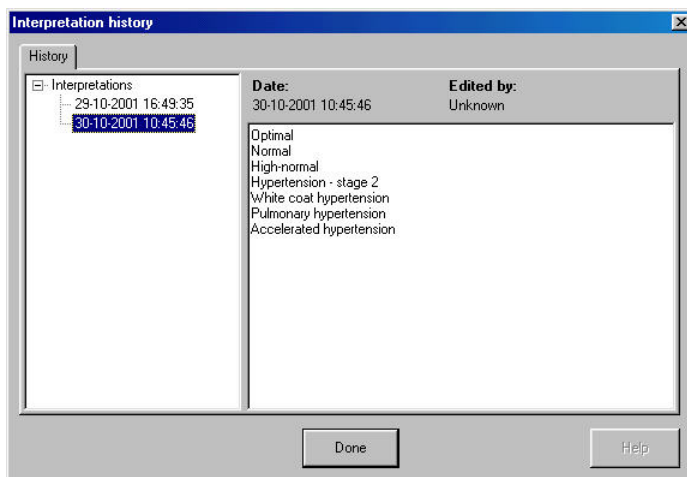 Interpretation history
History
Interpretations
29-10-2001 16:49:35
30-10-2001 10:45:46
Date:
30-10-2001 10:45:46
Edited by:
Unknown
Optimal
Normal
High-normal
Hypertension - stage 2
White coat hypertension
Pulmonary hypertension
Accelerated hypertension
Done
Help